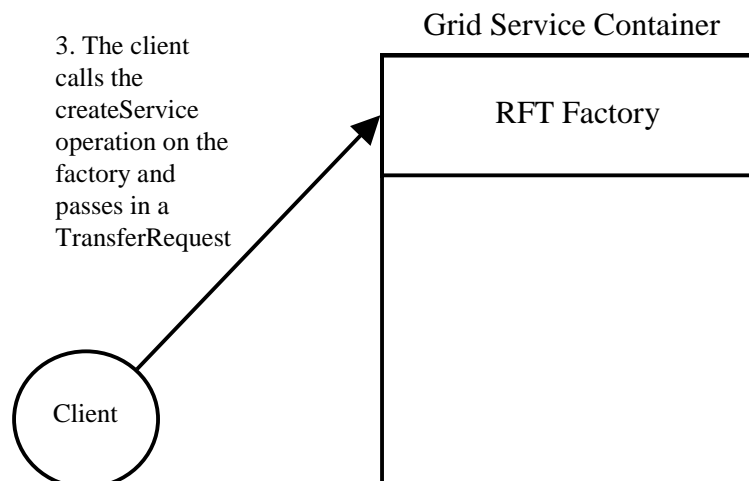 Grid Service Container
3. The client
calls the
createService
operation on the
factory and
passes in a
TransferRequest
RFT Factory
Client